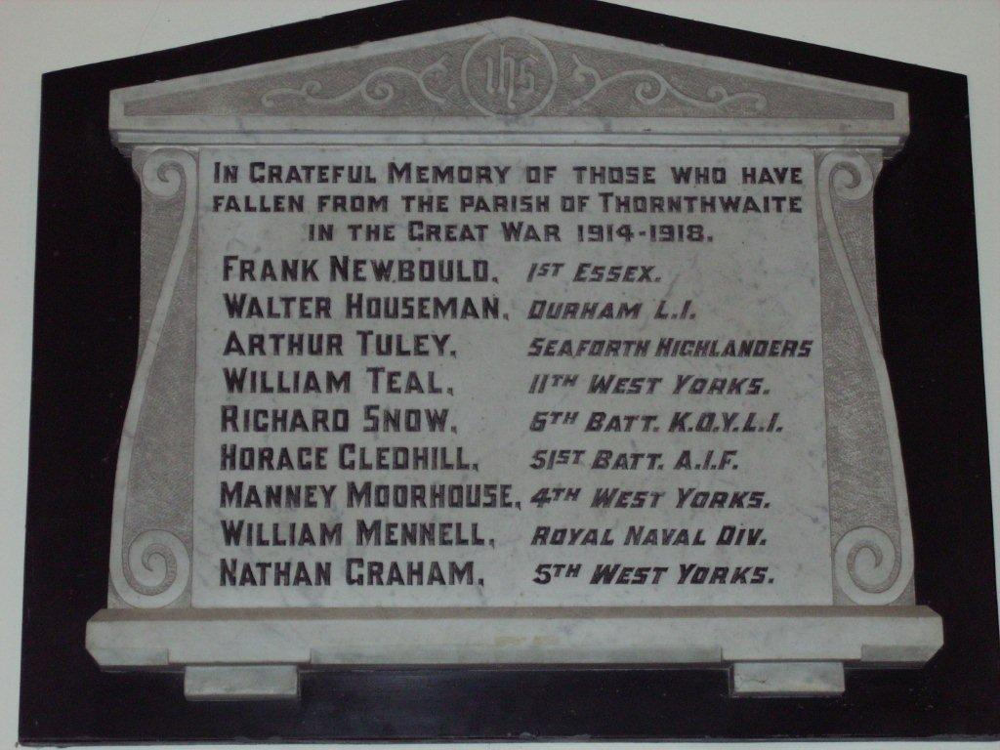 IHS
IN GRATEFUL MEMORY OF THOSE WHO HAVE
FALLEN FROM THE PARISH OF THORNTHWAITE
IN THE GREAT WAR 1914-1918.
FRANK NEWBOULD. 1ST ESSEX.
WALTER HOUSEMAN. DURHAM L.I.
ARTHUR TULEY. SEAFORTH HIGHLANDERS
WILLIAM TEAL. 11TH WEST YORKS.
RICHARD SNOW. 6TH BATT. K.O.Y.L.I.
HORACE GLEDHILL. 51ST BATT. A.I.F.
MANNEY MOORHOUSE. 4TH WEST YORKS.
WILLIAM MENNELL. ROYAL NAVAL DIV.
NATHAN GRAHAM. 5TH WEST YORKS.